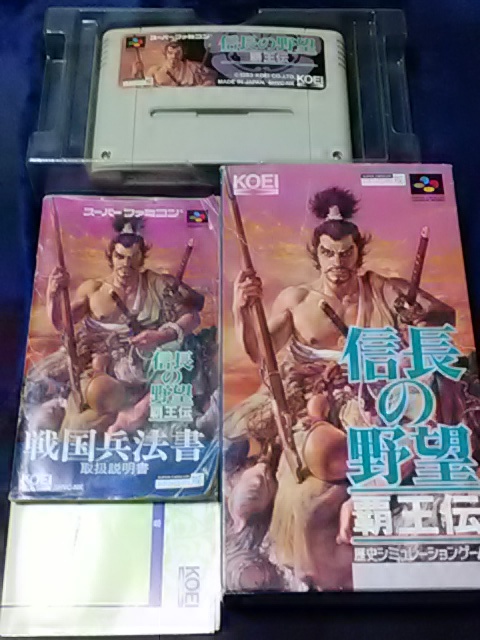 スーパーファミコン
信長の野望
覇王伝
©1993 KOEI CO.,LTD.
MADE IN JAPAN
KOEI
KOEI
スーパーファミコン
信長
の
野望
覇王伝
戦国兵法書
取扱説明書
KOEI
信長
の
野望
覇王伝
歴史シミュレーションゲーム
KOEI